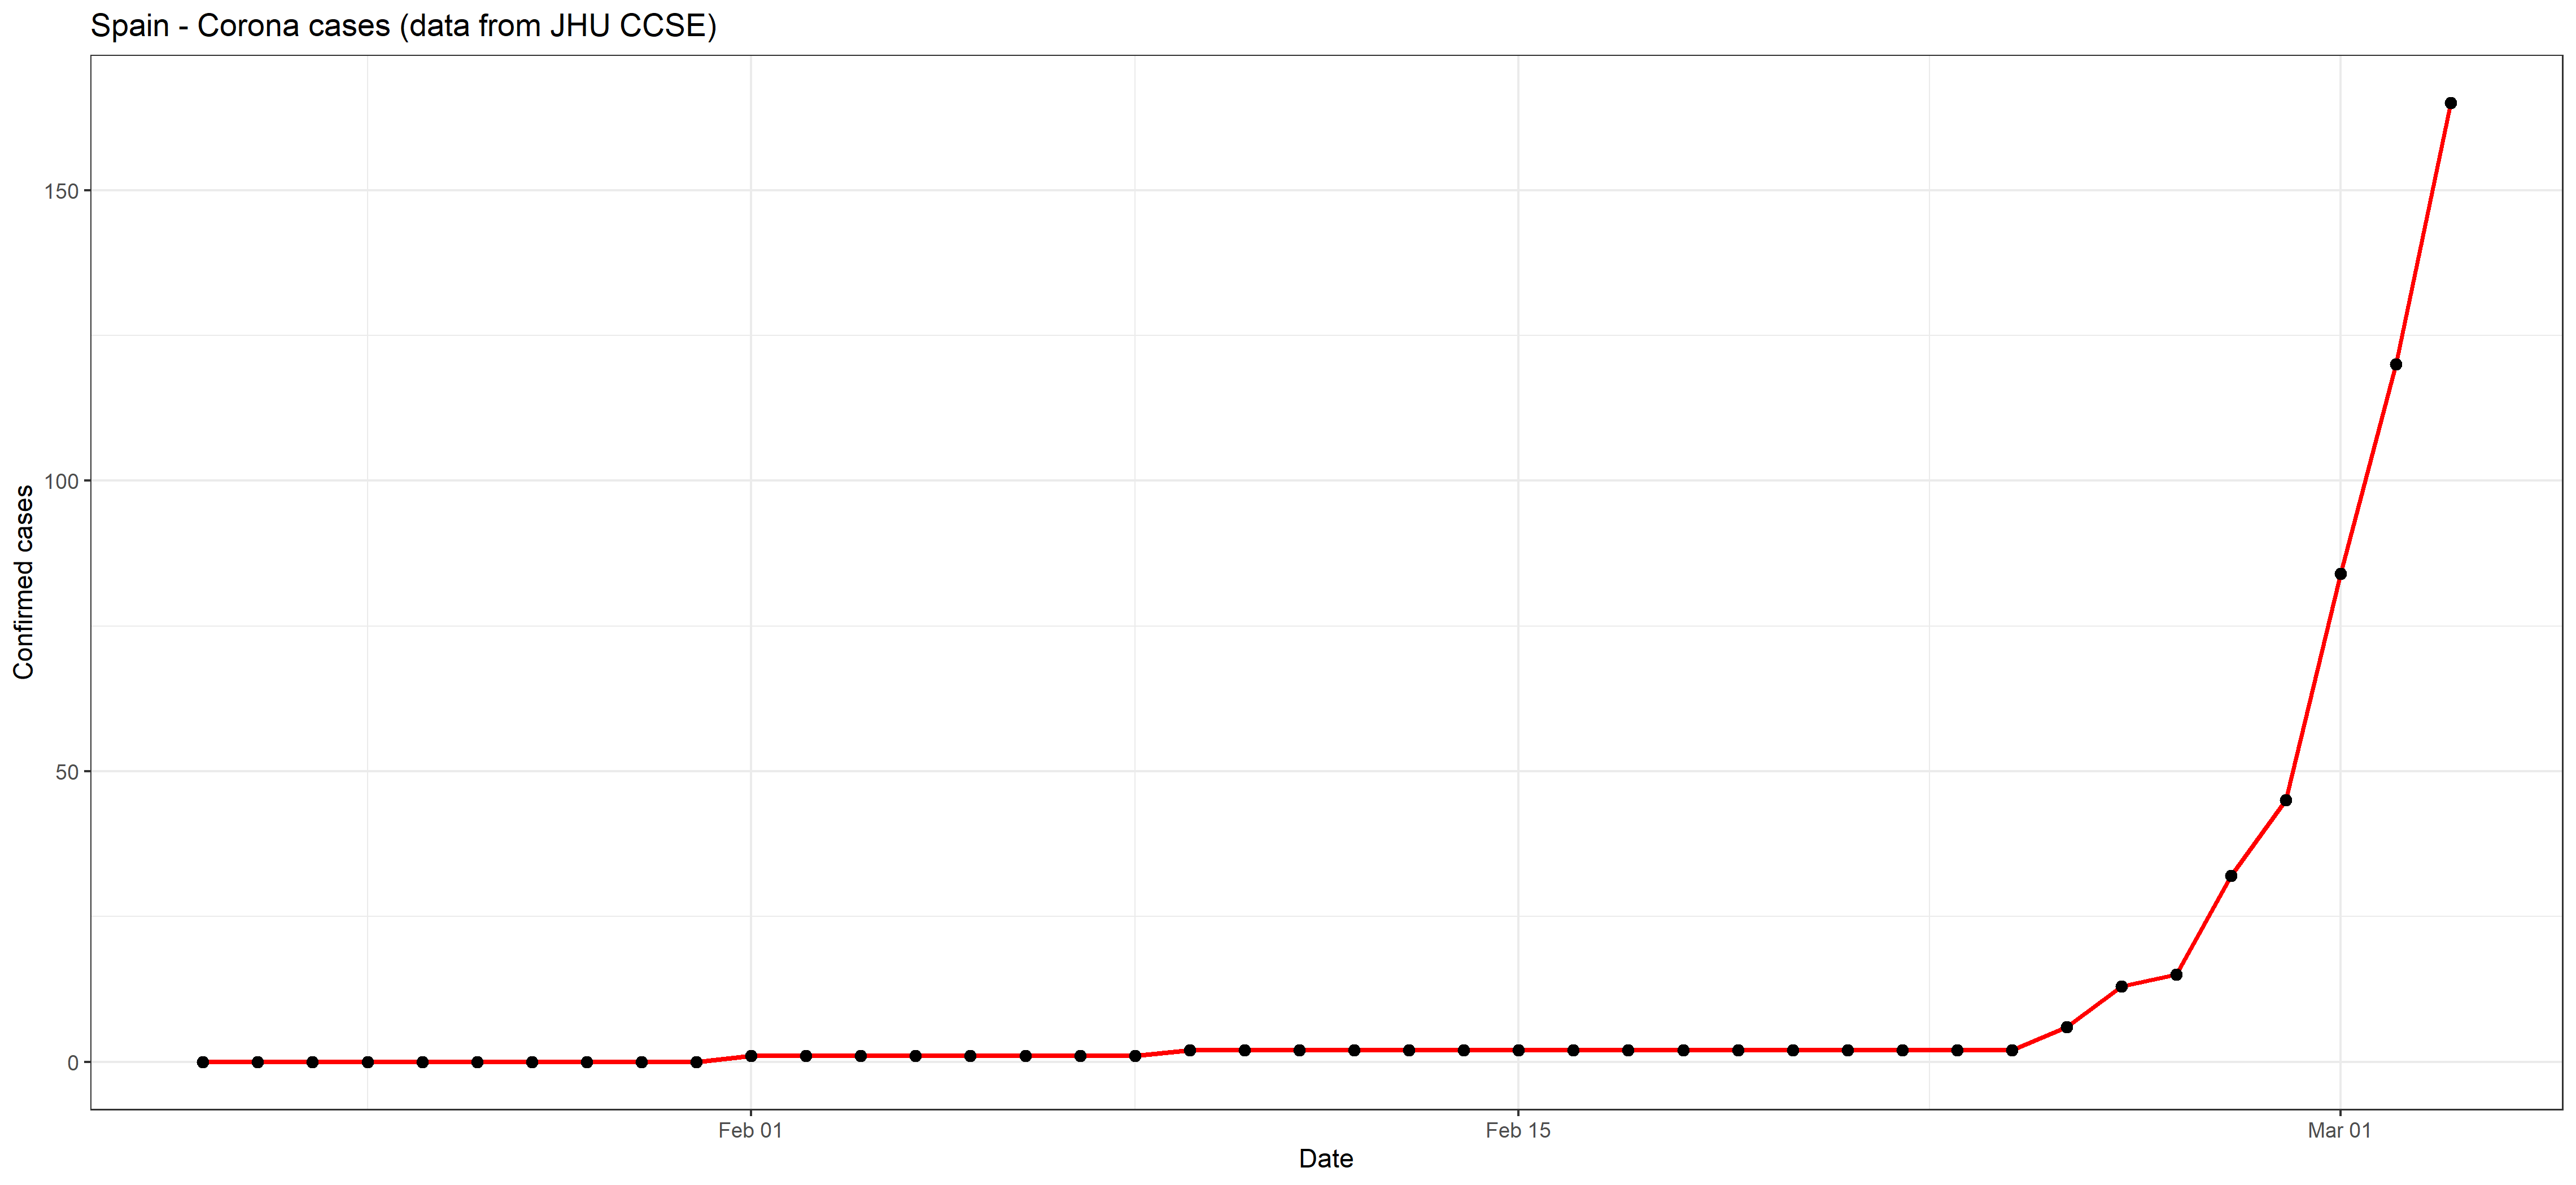 Spain - Corona cases (data from JHU CCSE)
Confirmed cases
150
100
50
0
Feb 01
Feb 15
Mar 01
Date